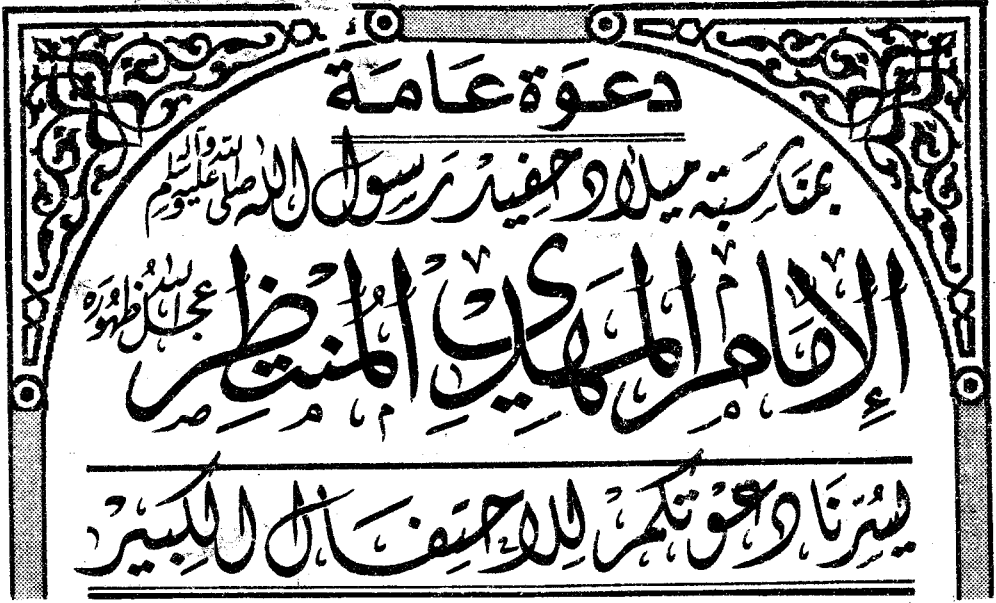 دعوة عامة
بمناسبة ميلاد حفيد رسول الله صلى الله عليه وآله وسلم
الإمام المهدي المنتظر عجل الله ظهوره
يسرنا دعوتكم للاحتفال الكبير